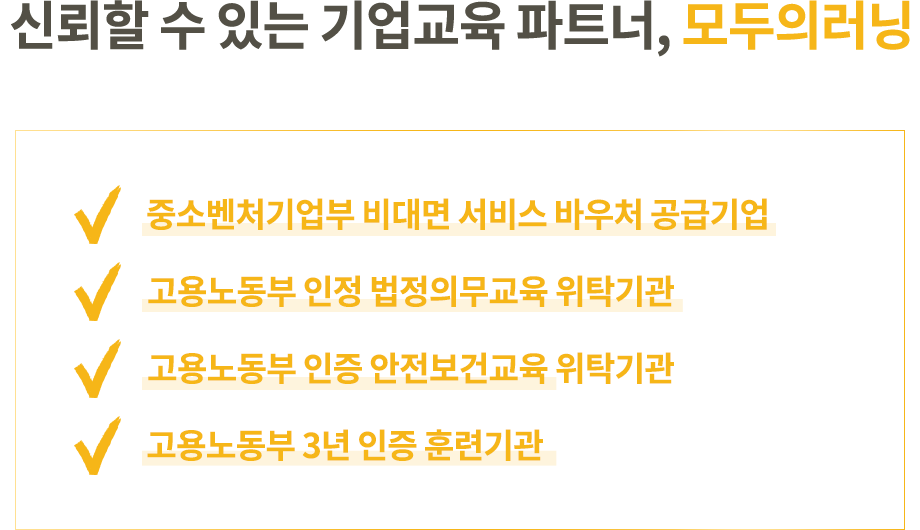 신뢰할 수 있는 기업교육 파트너, 모두의러닝
중소벤처기업부 비대면 서비스 바우처 공급기업
고용노동부 인정 법정의무교육 위탁기관
고용노동부 인증 안전보건교육 위탁기관
고용노동부 3년 인증 훈련기관